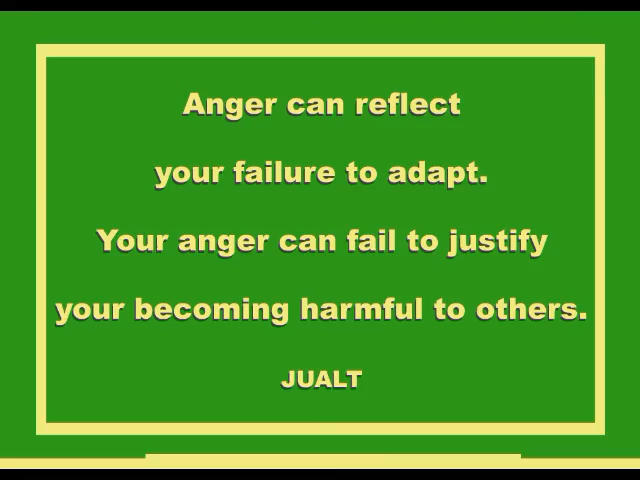 Anger can reflect
your failure to adapt.
Your anger can fail to justify
your becoming harmful to others.
JUALT